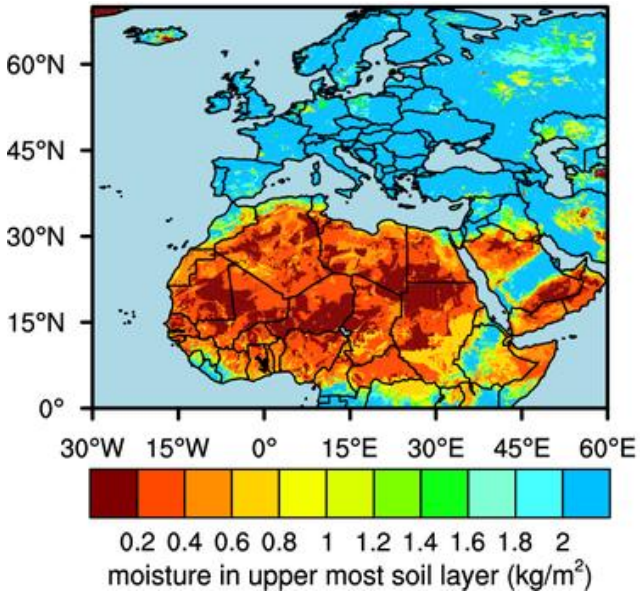 60°N
45°N
30°N
15°N
0°
30°W 15°W 0° 15°E 30°E 45°E 60°E
0.2 0.4 0.6 0.8 1 1.2 1.4 1.6 1.8 2
moisture in upper most soil layer (kg/m²)